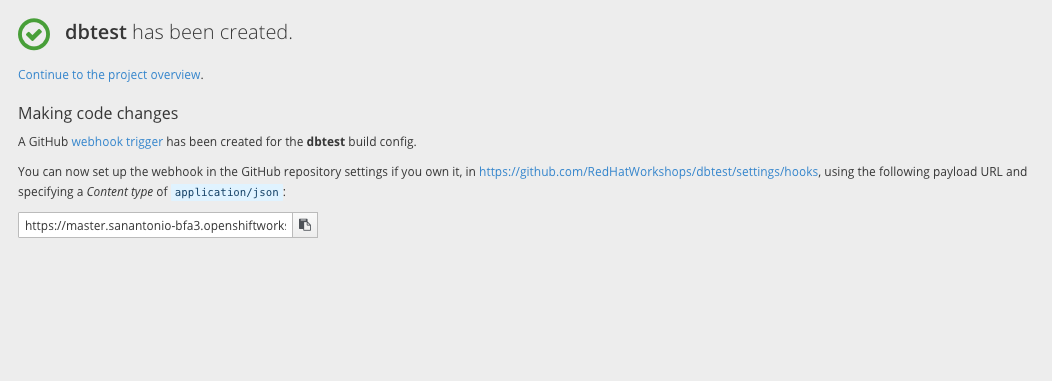 dbtest has been created.
Continue to the project overview.
Making code changes
A GitHub webhook trigger has been created for the dbtest build config.
You can now set up the webhook in the GitHub repository settings if you own it, in https://github.com/RedHatWorkshops/dbtest/settings/hooks, using the following payload URL and
specifying a Content type of application/json:
https://master.sanantonio-bfa3.openshiftworks